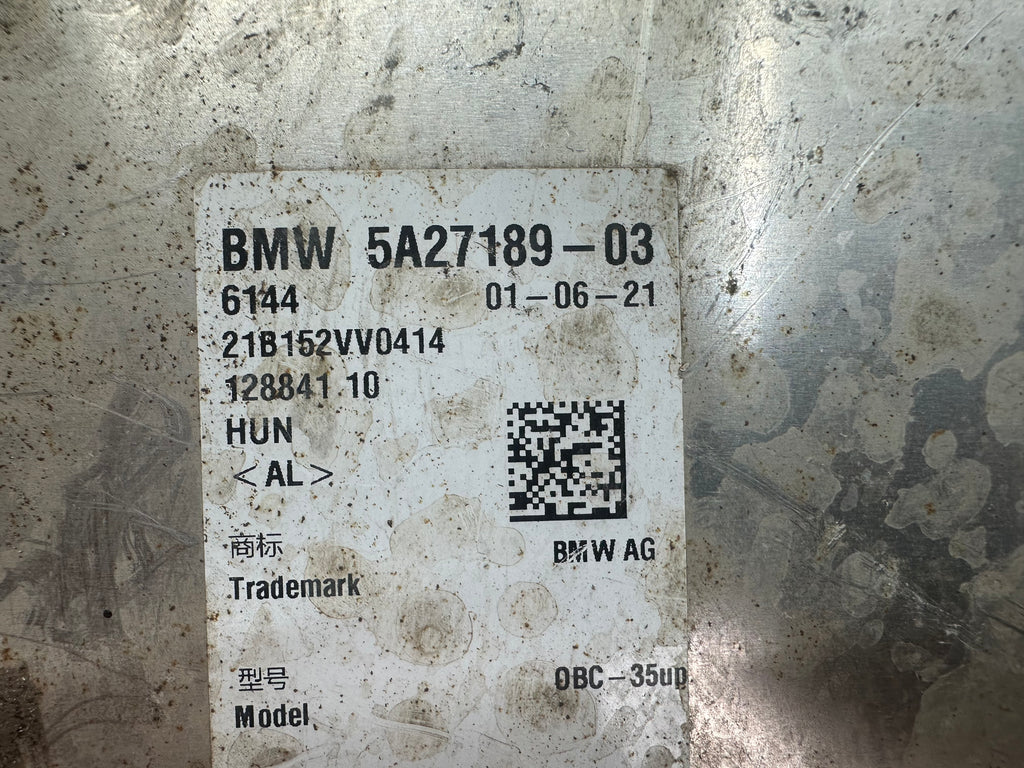 BMW 5A27189-03
6144 01-06-21
21B152VV0414
128841.10
HUN
<AL>
商标 BMW AG
Trademark
型号 OBC-35up
Model